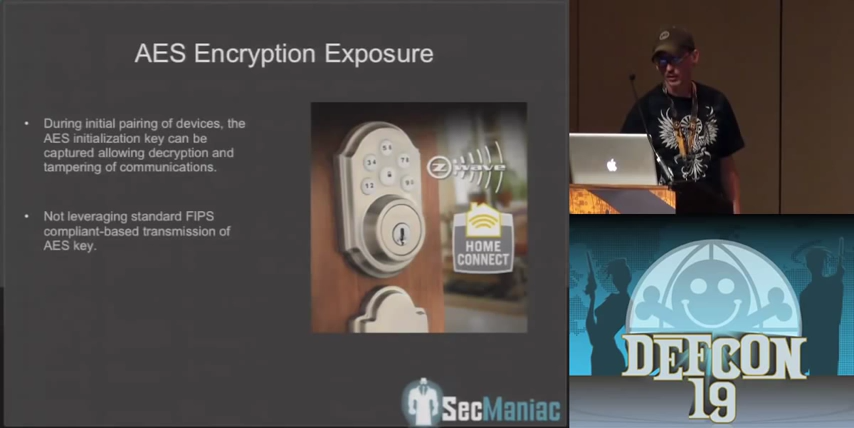 AES Encryption Exposure
• During initial pairing of devices, the
AES initialization key can be
captured allowing decryption and
tampering of communications.
• Not leveraging standard FIPS
compliant-based transmission of
AES key.
Z wave
HOME
CONNECT
SecManiac
DEFCON
19